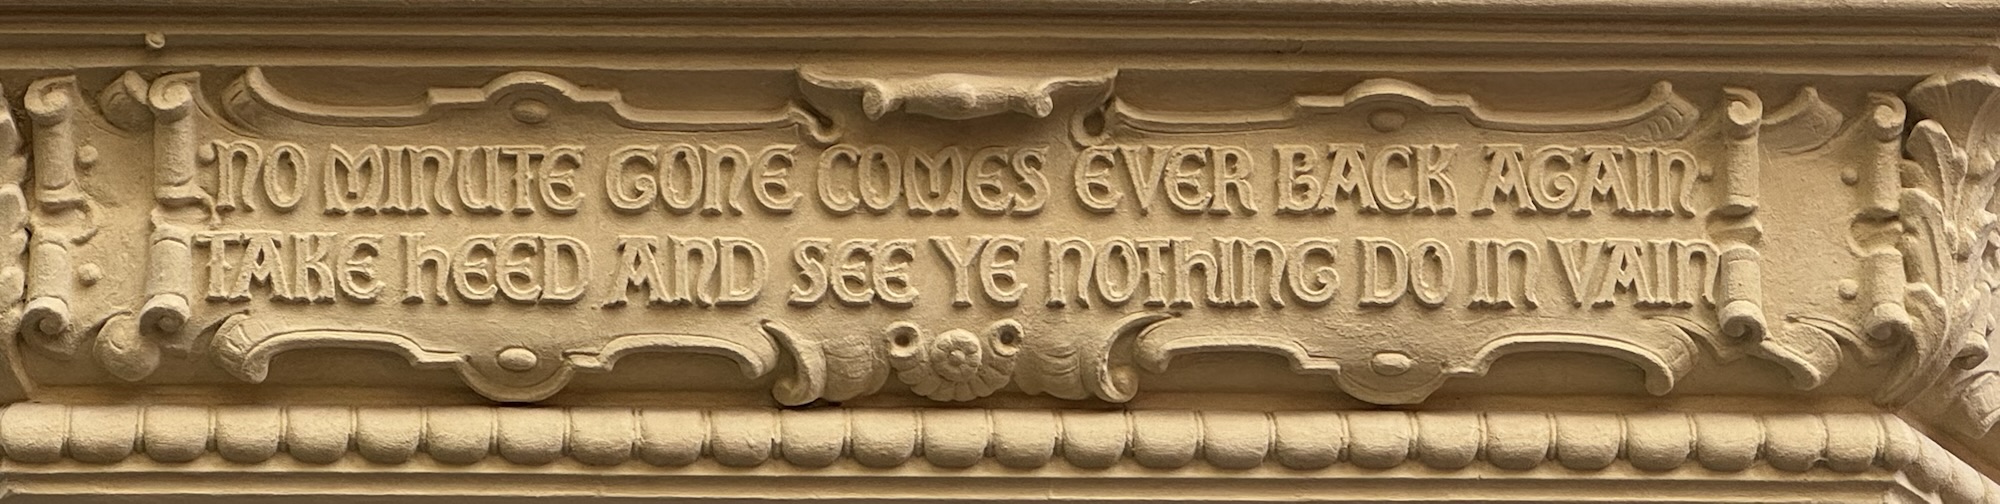 NO MINUTE GONE COMES EVER BACK AGAIN
TAKE HEED AND SEE YE NOTHING DO IN VAIN